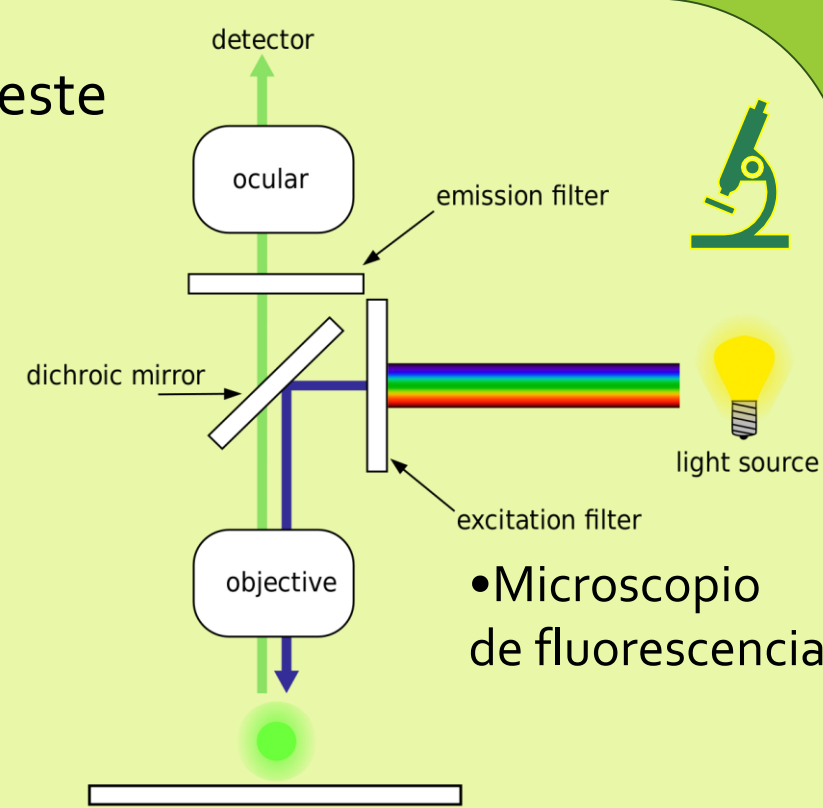 detector
este
ocular
emission filter
dichroic mirror
light source
excitation filter
objective
•Microscopio
de fluorescencia